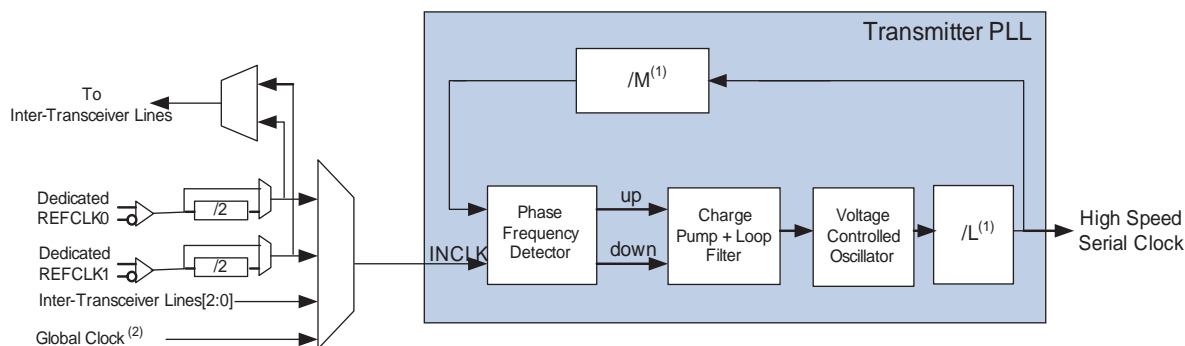 Transmitter PLL
/M(1)
To
Inter-Transceiver Lines
Dedicated
REFCLK0
/2
Dedicated
REFCLK1
/2
Inter-Transceiver Lines[2:0]
Global Clock (2)
INCLK
Phase
Frequency
Detector
up
down
Charge
Pump + Loop
Filter
Voltage
Controlled
Oscillator
/L(1)
High Speed
Serial Clock